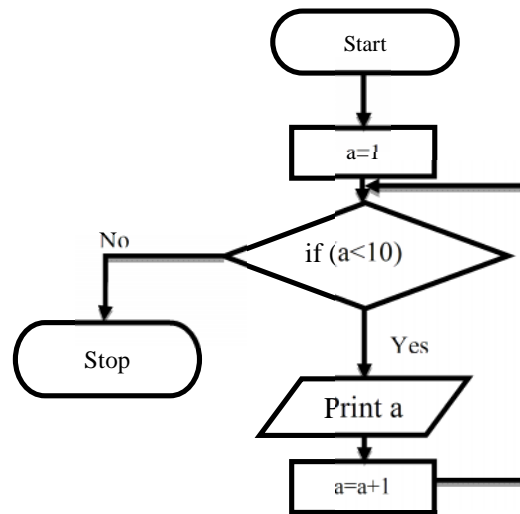 Start
a=1
if (a<10)
No
Stop
Yes
Print a
a=a+1